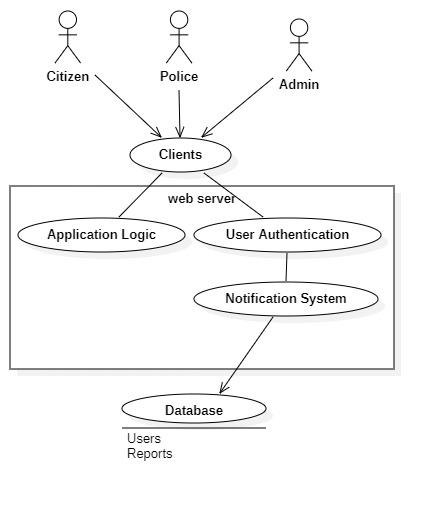 Citizen
Police
Admin
Clients
web server
Application Logic
User Authentication
Notification System
Database
Users
Reports